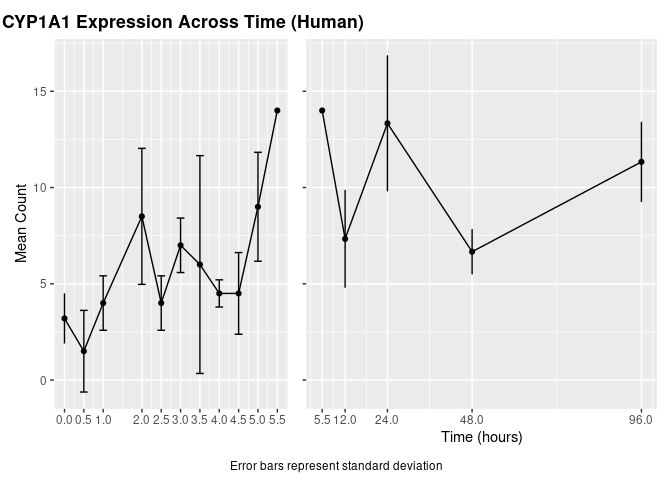 CYP1A1 Expression Across Time (Human)
Mean Count
15
10
5
0
0.0 0.5 1.0 2.0 2.5 3.0 3.5 4.0 4.5 5.0 5.5
5.5 12.0 24.0 48.0 96.0
Time (hours)
Error bars represent standard deviation